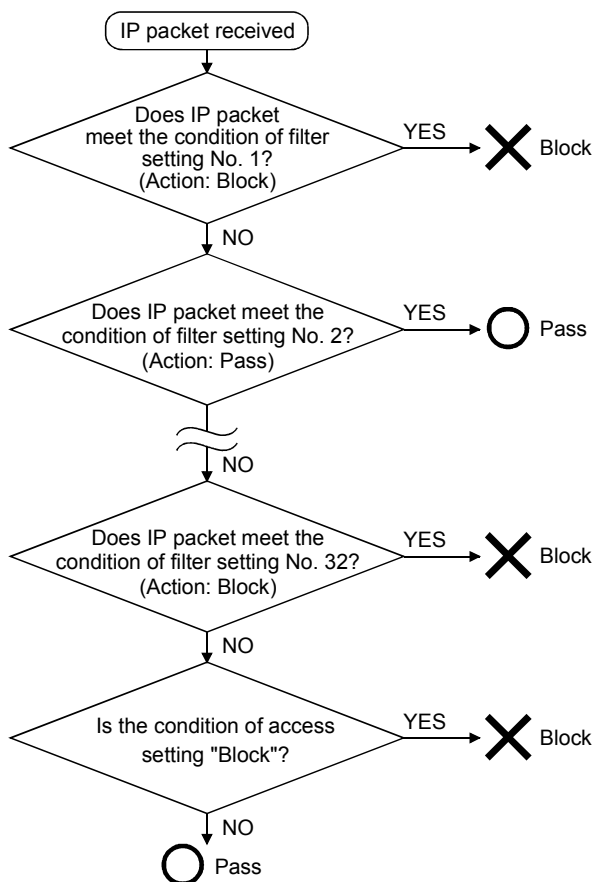 IP packet received
Does IP packet
meet the condition of filter
setting No. 1?
(Action: Block)
YES
Block
NO
Does IP packet meet the
condition of filter setting No. 2?
(Action: Pass)
YES
Pass
NO
Does IP packet meet the
condition of filter setting No. 32?
(Action: Block)
YES
Block
NO
Is the condition of access
setting "Block"?
YES
Block
NO
Pass